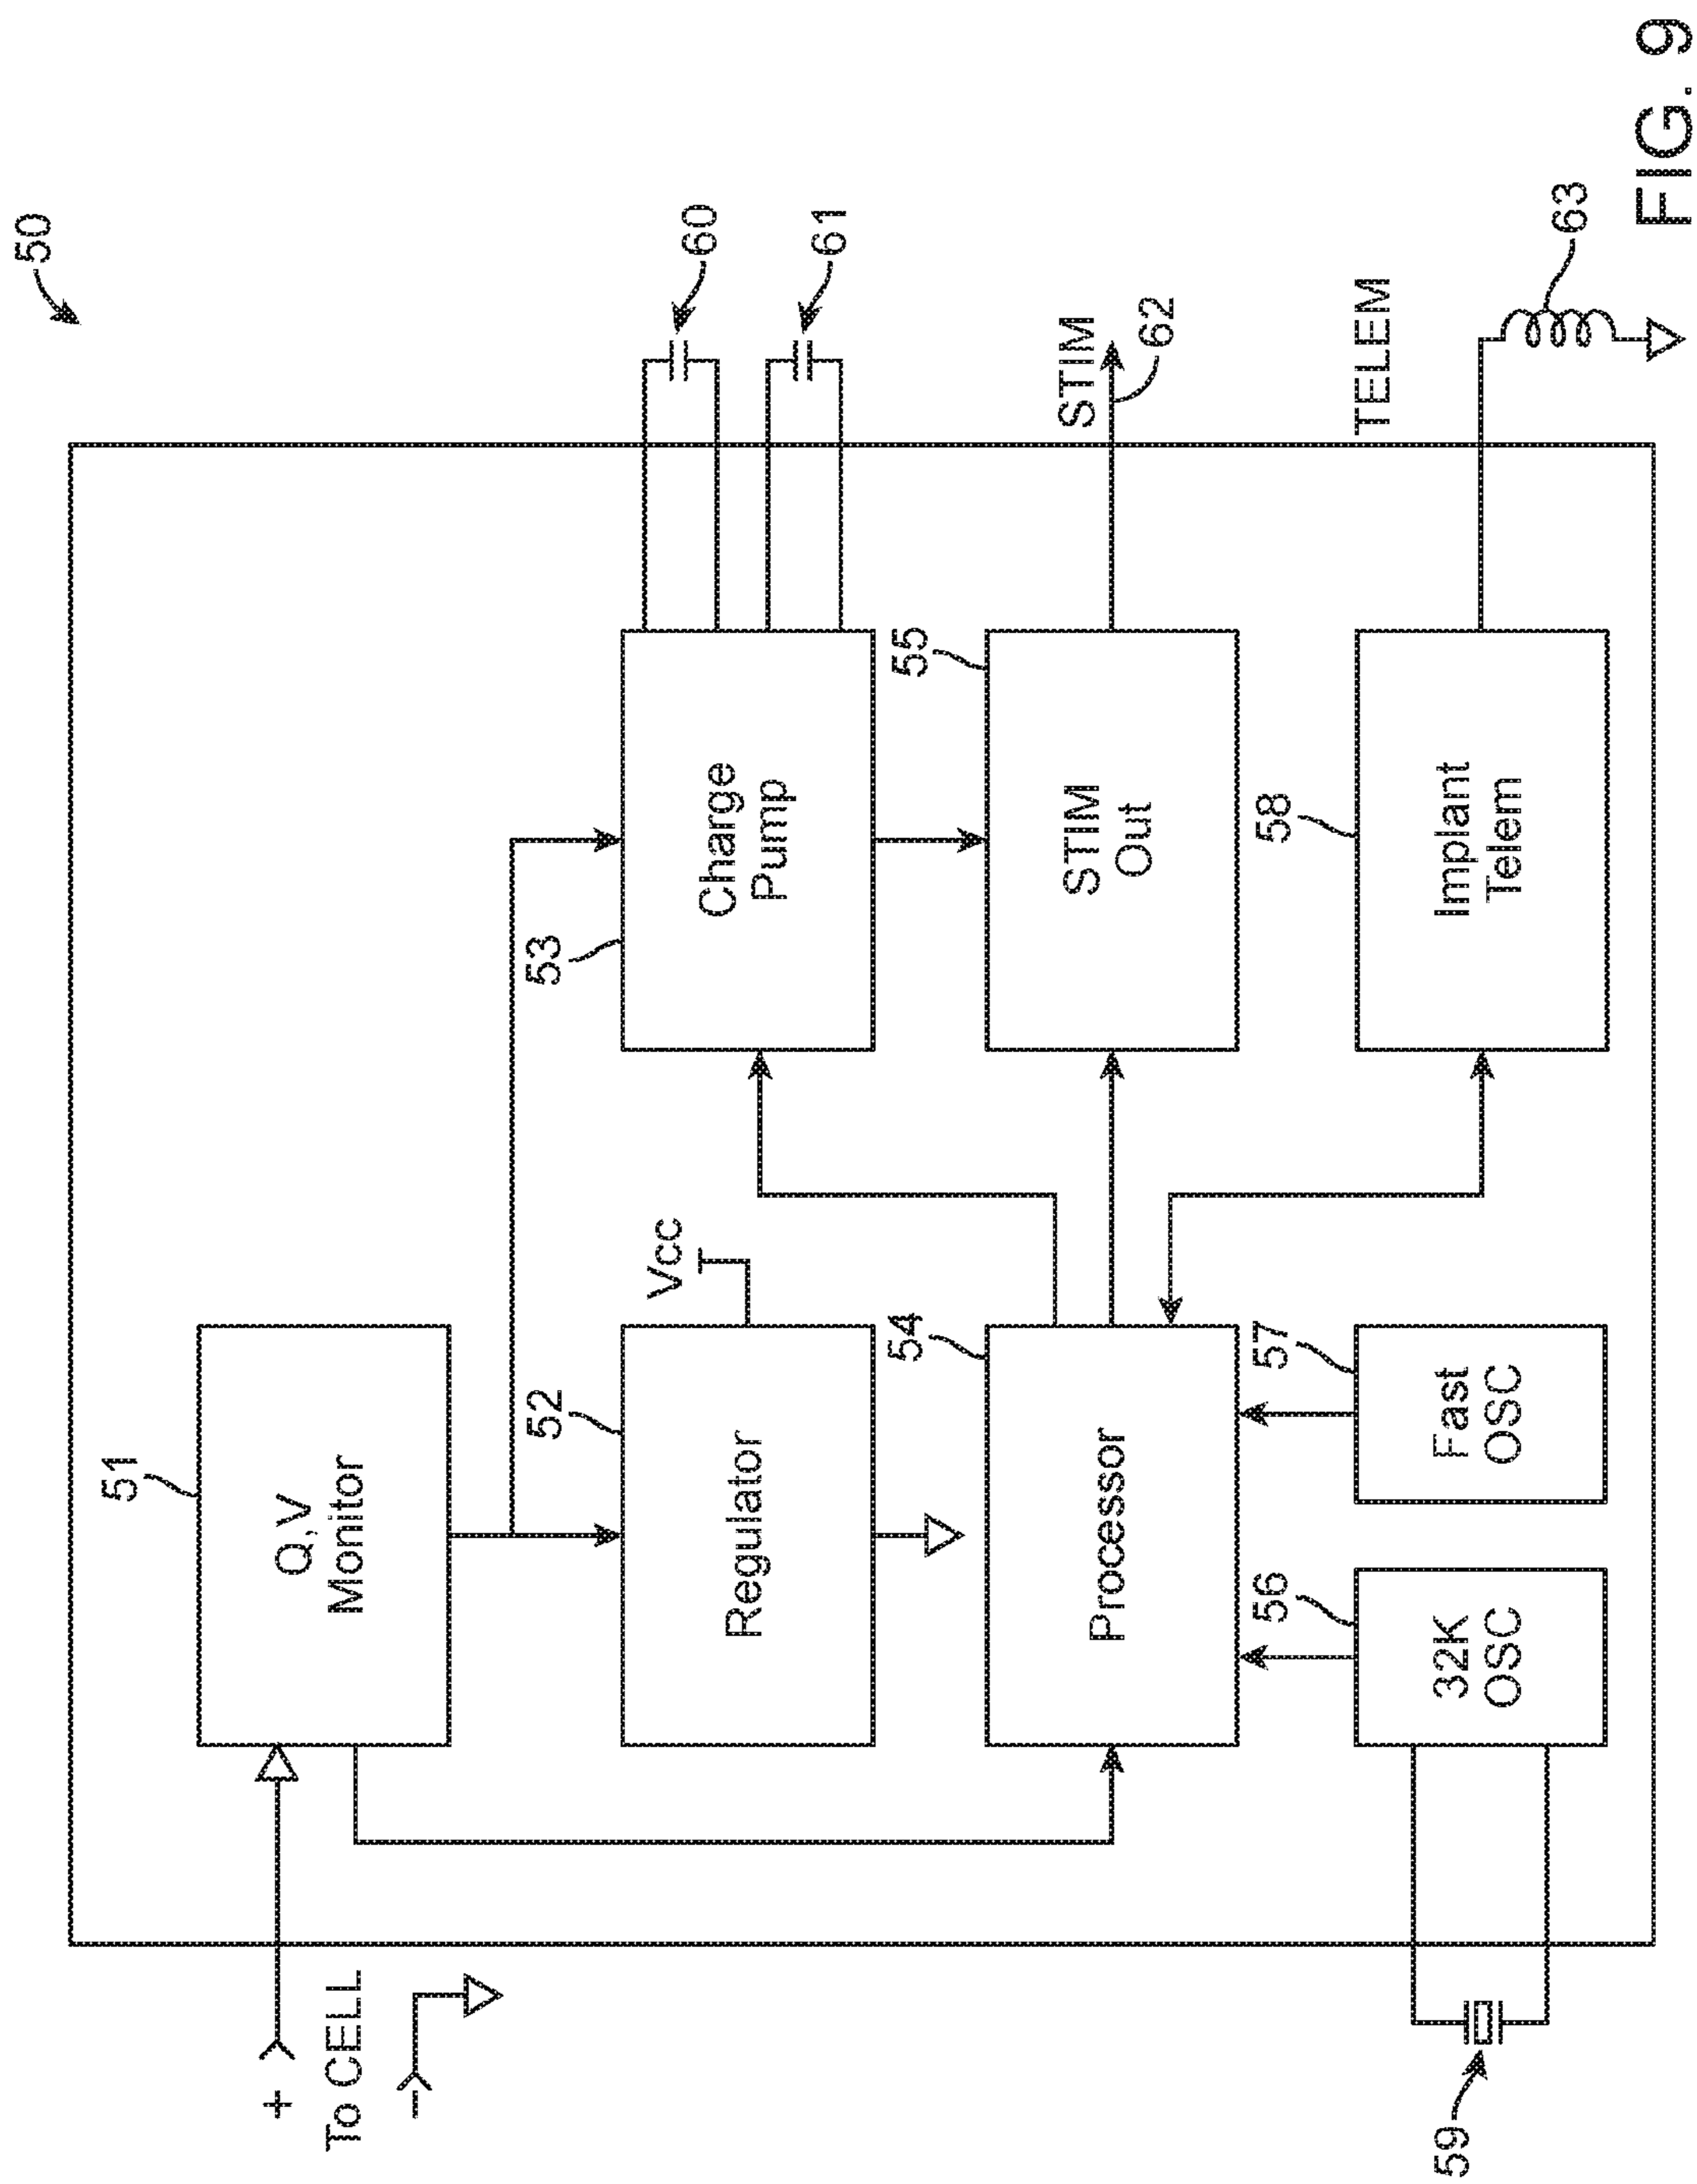 50
51
Q,V
Monitor
+
To CELL
−
52
Regulator
Vcc
53
Charge
Pump
60
61
54
Processor
55
STIM
Out
STIM
62
56
32K
OSC
57
Fast
OSC
58
Implant
Telem
TELEM
63
59
FIG. 9